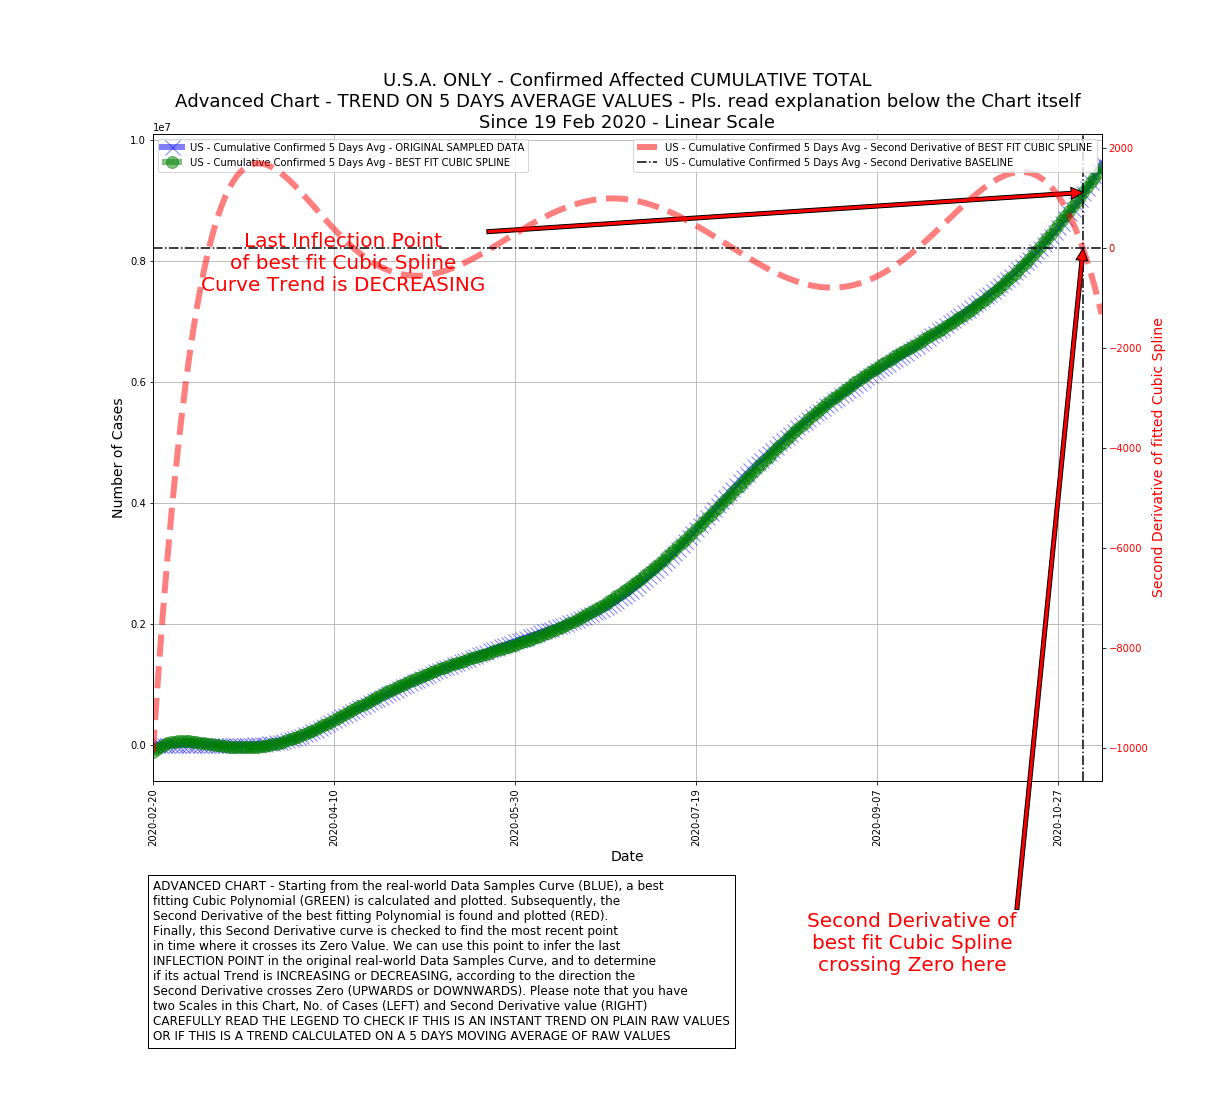 U.S.A. ONLY - Confirmed Affected CUMULATIVE TOTAL
Advanced Chart - TREND ON 5 DAYS AVERAGE VALUES - Pls. read explanation below the Chart itself
Since 19 Feb 2020 - Linear Scale
1e7
US - Cumulative Confirmed 5 Days Avg - ORIGINAL SAMPLED DATA
US - Cumulative Confirmed 5 Days Avg - BEST FIT CUBIC SPLINE
US - Cumulative Confirmed 5 Days Avg - Second Derivative of BEST FIT CUBIC SPLINE
US - Cumulative Confirmed 5 Days Avg - Second Derivative BASELINE
Last Inflection Point
of best fit Cubic Spline
Curve Trend is DECREASING
Number of Cases
1.0
0.8
0.6
0.4
0.2
0.0
2000
0
−2000
−4000
−6000
−8000
−10000
Second Derivative of fitted Cubic Spline
2020-02-20
2020-04-10
2020-05-30
2020-07-19
2020-09-07
2020-10-27
Date
ADVANCED CHART - Starting from the real-world Data Samples Curve (BLUE), a best
fitting Cubic Polynomial (GREEN) is calculated and plotted. Subsequently, the
Second Derivative of the best fitting Polynomial is found and plotted (RED).
Finally, this Second Derivative curve is checked to find the most recent point
in time where it crosses its Zero Value. We can use this point to infer the last
INFLECTION POINT in the original real-world Data Samples Curve, and to determine
if its actual Trend is INCREASING or DECREASING, according to the direction the
Second Derivative crosses Zero (UPWARDS or DOWNWARDS). Please note that you have
two Scales in this Chart, No. of Cases (LEFT) and Second Derivative value (RIGHT)
CAREFULLY READ THE LEGEND TO CHECK IF THIS IS AN INSTANT TREND ON PLAIN RAW VALUES
OR IF THIS IS A TREND CALCULATED ON A 5 DAYS MOVING AVERAGE OF RAW VALUES
Second Derivative of
best fit Cubic Spline
crossing Zero here